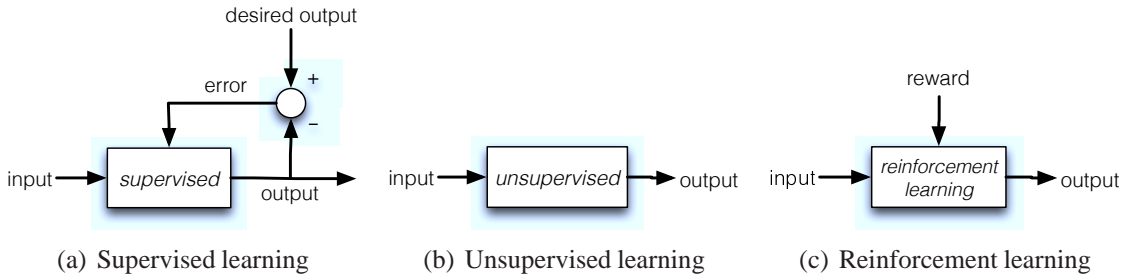 desired output
error
+
−
input
supervised
output
(a) Supervised learning
input
unsupervised
output
(b) Unsupervised learning
reward
input
reinforcement
learning
output
(c) Reinforcement learning